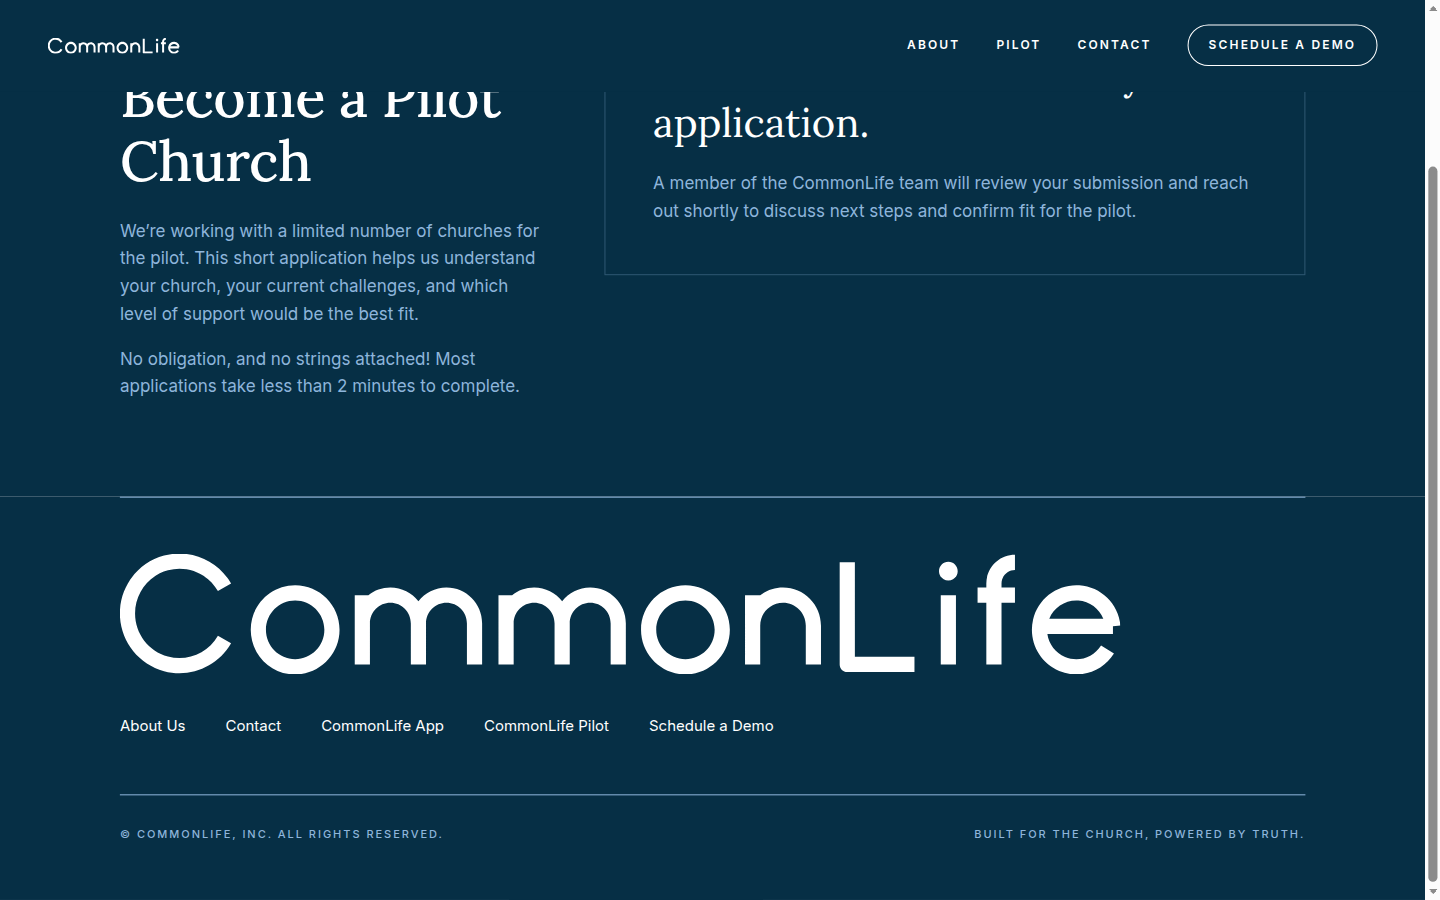 CommonLife
ABOUT
PILOT
CONTACT
SCHEDULE A DEMO
Become a Pilot
Church
We're working with a limited number of churches for
the pilot. This short application helps us understand
your church, your current challenges, and which
level of support would be the best fit.
No obligation, and no strings attached! Most
applications take less than 2 minutes to complete.
application.
A member of the CommonLife team will review your submission and reach
out shortly to discuss next steps and confirm fit for the pilot.
CommonLife
About Us
Contact
CommonLife App
CommonLife Pilot
Schedule a Demo
© COMMONLIFE, INC. ALL RIGHTS RESERVED.
BUILT FOR THE CHURCH, POWERED BY TRUTH.